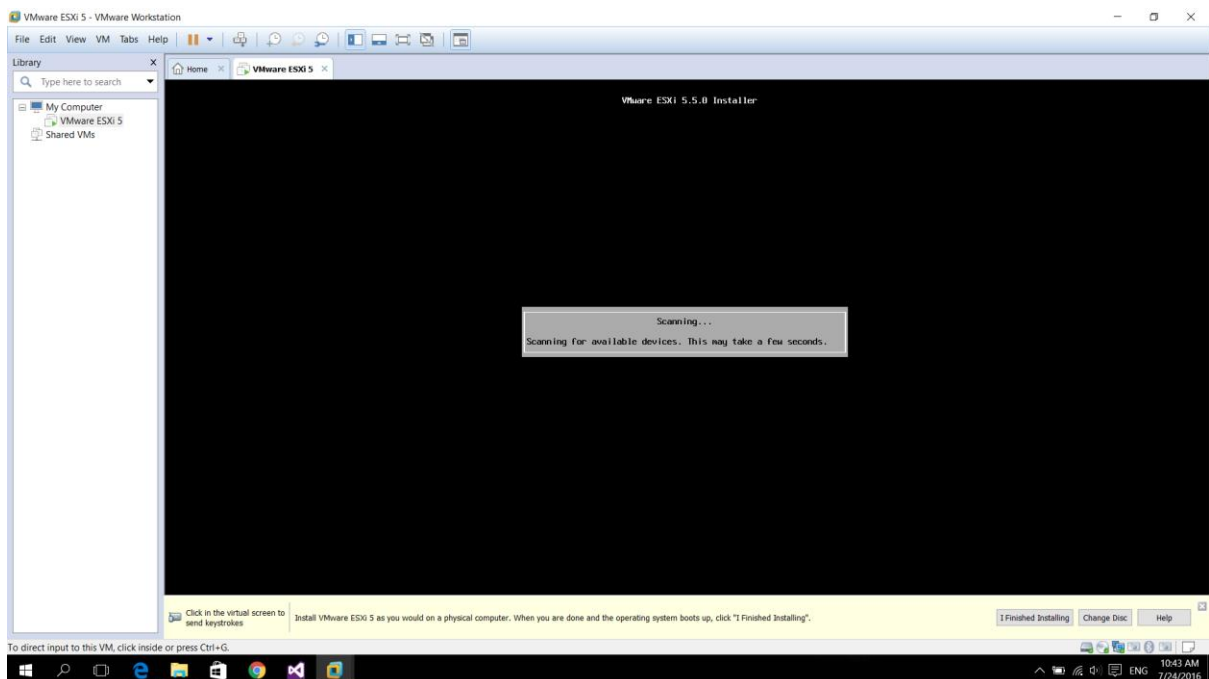 VMware ESXi 5 - VMware Workstation
File Edit View VM Tabs Help
Library x
Type here to search
My Computer
VMware ESXi 5
Shared VMs
Home × VMware ESXi 5 ×
VMware ESXi 5.5.0 Installer
Scanning...
Scanning for available devices. This may take a few seconds.
Click in the virtual screen to
send keystrokes
Install VMware ESXi 5 as you would on a physical computer. When you are done and the operating system boots up, click "I Finished Installing".
I Finished Installing Change Disc Help
To direct input to this VM, click inside or press Ctrl+G.
ENG
10:43 AM
7/24/2016